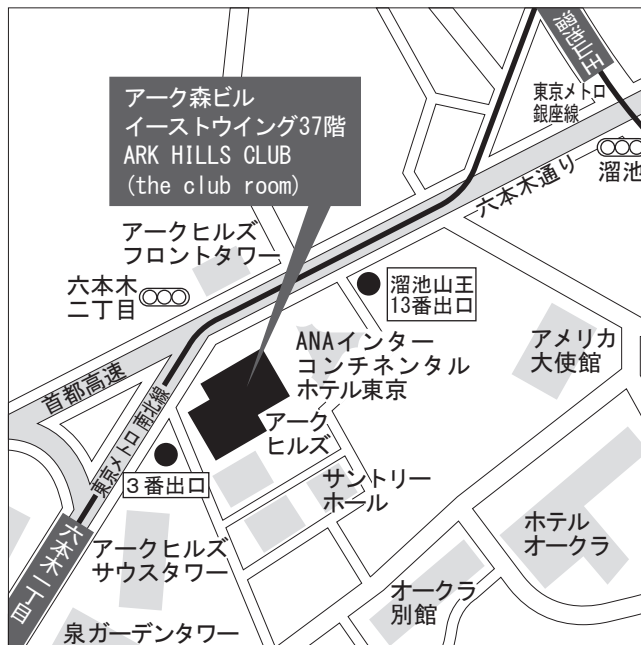 溜池山王
東京メトロ
銀座線
溜池
六本木通り
アーク森ビル
イーストウイング37階
ARK HILLS CLUB
(the club room)
アークヒルズ
フロントタワー
六本木
二丁目
溜池山王
13番出口
ANAインター
コンチネンタル
ホテル東京
アメリカ
大使館
首都高速
東京メトロ 南北線
アーク
ヒルズ
3番出口
サントリー
ホール
ホテル
オークラ
六本木一丁目
アークヒルズ
サウスタワー
オークラ
別館
泉ガーデンタワー